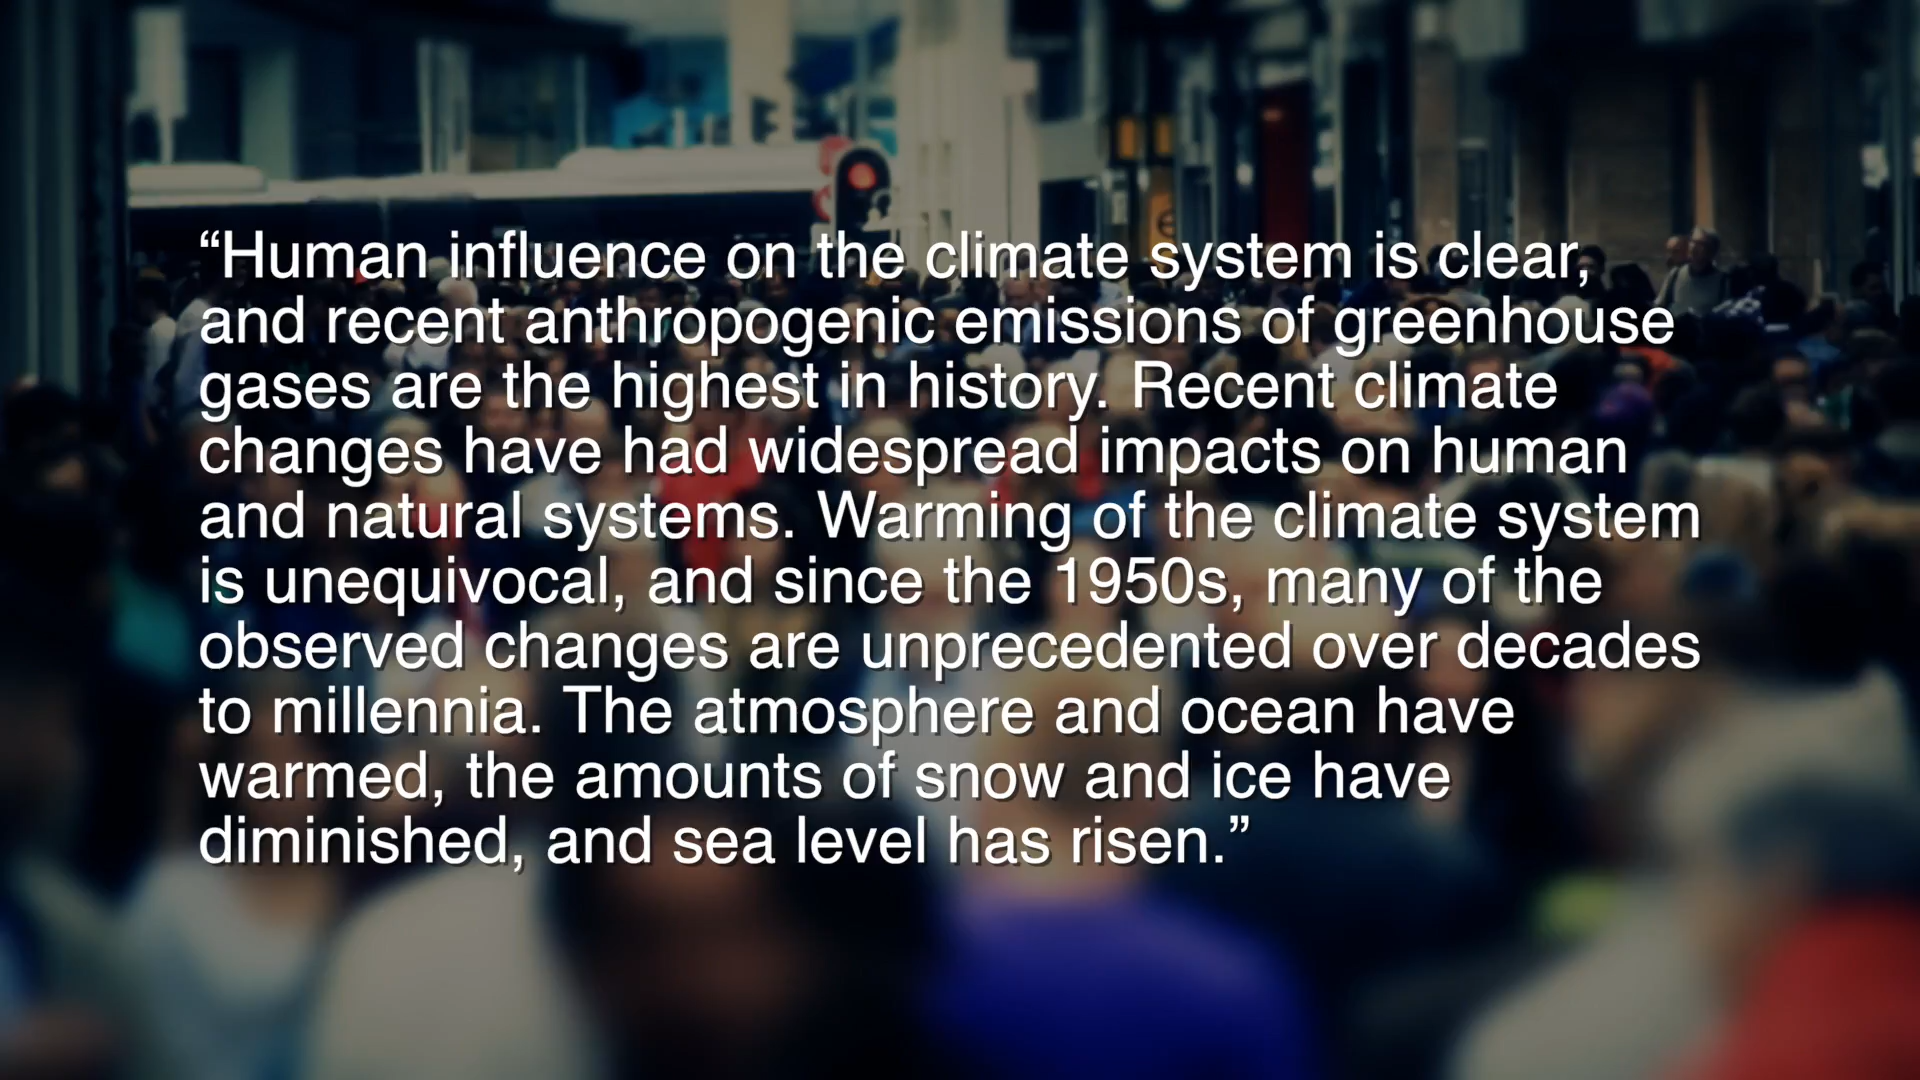 “Human influence on the climate system is clear,
and recent anthropogenic emissions of greenhouse
gases are the highest in history. Recent climate
changes have had widespread impacts on human
and natural systems. Warming of the climate system
is unequivocal, and since the 1950s, many of the
observed changes are unprecedented over decades
to millennia. The atmosphere and ocean have
warmed, the amounts of snow and ice have
diminished, and sea level has risen.”